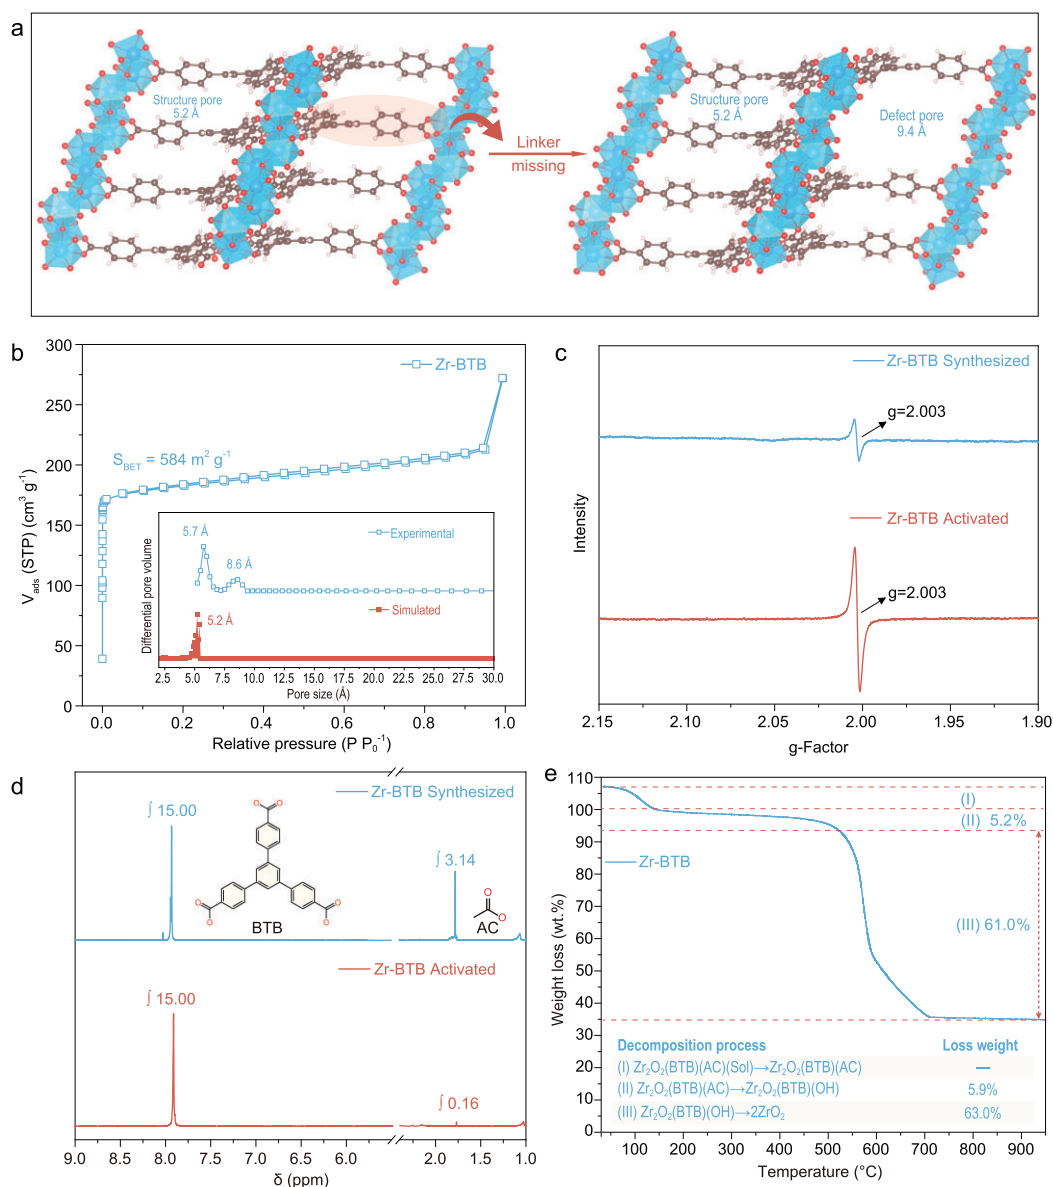 a
Structure pore
5.2 Å
Linker
missing
Structure pore
5.2 Å
Defect pore
9.4 Å
b
V_ads (STP) (cm³ g⁻¹)
300
250
200
150
100
50
0
Zr-BTB
S_BET = 584 m² g⁻¹
Differential pore volume
5.7 Å
8.6 Å
Experimental
5.2 Å
Simulated
2.5 5.0 7.5 10.0 12.5 15.0 17.5 20.0 22.5 25.0 27.5 30.0
Pore size (Å)
0.0 0.2 0.4 0.6 0.8 1.0
Relative pressure (P P₀⁻¹)
c
Intensity
Zr-BTB Synthesized
g=2.003
Zr-BTB Activated
g=2.003
2.15 2.10 2.05 2.00 1.95 1.90
g-Factor
d
Zr-BTB Synthesized
∫ 15.00
O O
O O
O O
BTB
∫ 3.14
O
O
AC
Zr-BTB Activated
∫ 15.00
∫ 0.16
9.0 8.5 8.0 7.5 7.0 6.5 6.0 2.0 1.5 1.0
δ (ppm)
e
Weight loss (wt.%)
110
100
90
80
70
60
50
40
30
20
10
0
(I)
(II) 5.2%
Zr-BTB
(III) 61.0%
Decomposition process Loss weight
(I) Zr₂O₂(BTB)(AC)(Sol)→Zr₂O₂(BTB)(AC) —
(II) Zr₂O₂(BTB)(AC)→Zr₂O₂(BTB)(OH) 5.9%
(III) Zr₂O₂(BTB)(OH)→2ZrO₂ 63.0%
100 200 300 400 500 600 700 800 900
Temperature (°C)